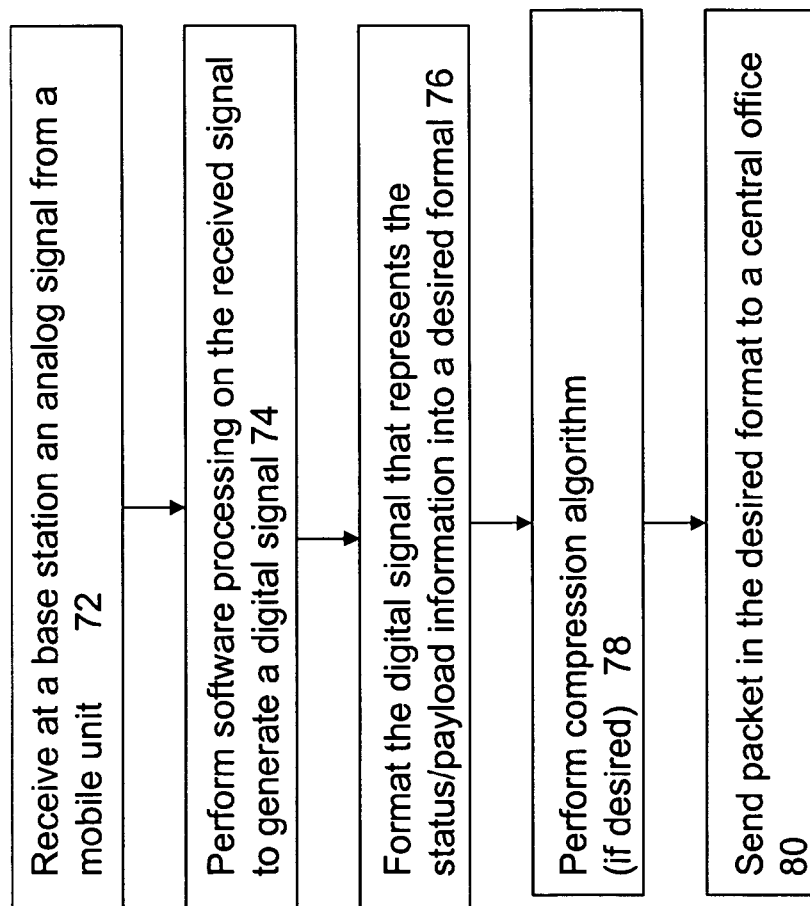 Receive at a base station an analog signal from a
mobile unit 72
Perform software processing on the received signal
to generate a digital signal 74
Format the digital signal that represents the
status/payload information into a desired formal 76
Perform compression algorithm
(if desired) 78
Send packet in the desired format to a central office
80